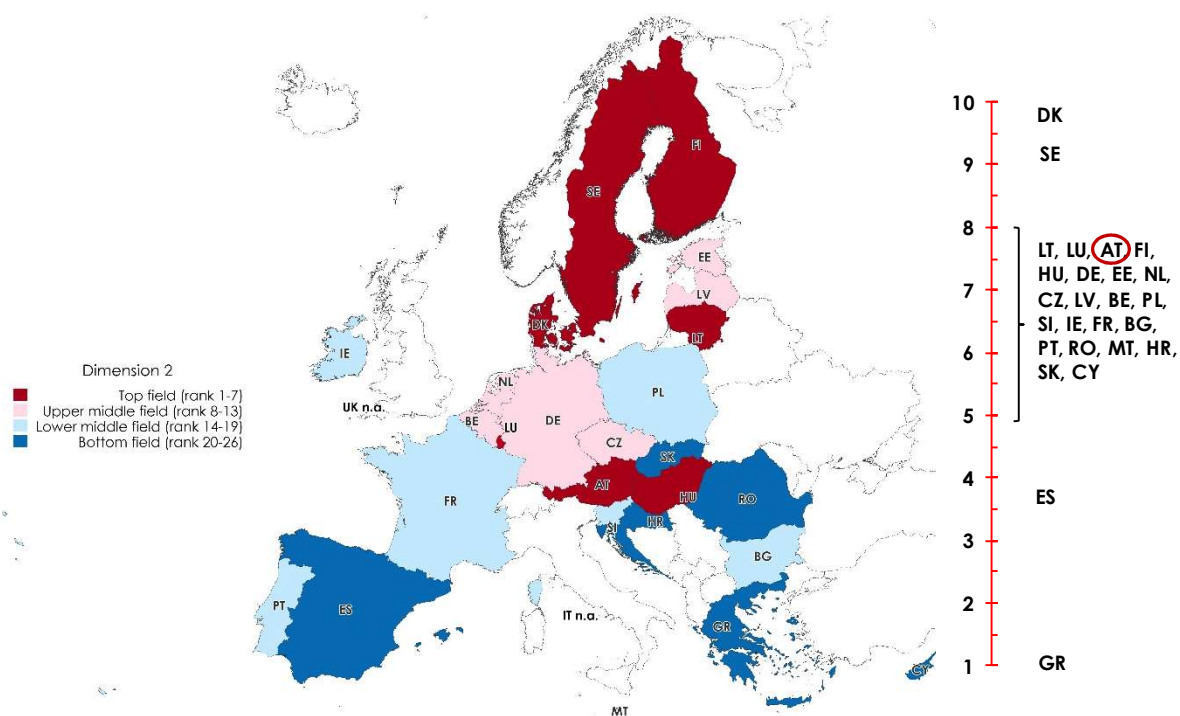 FI
SE
EE
LV
LT
DK
IE
NL
PL
UK n.a.
BE
LU
DE
CZ
SK
AT
HU
RO
FR
SI
HR
BG
PT
ES
IT n.a.
GR
CY
MT
Dimension 2
Top field (rank 1-7)
Upper middle field (rank 8-13)
Lower middle field (rank 14-19)
Bottom field (rank 20-26)
10
9
8
7
6
5
4
3
2
1
DK
SE
LT, LU, AT, FI,
HU, DE, EE, NL,
CZ, LV, BE, PL,
SI, IE, FR, BG,
PT, RO, MT, HR,
SK, CY
ES
GR